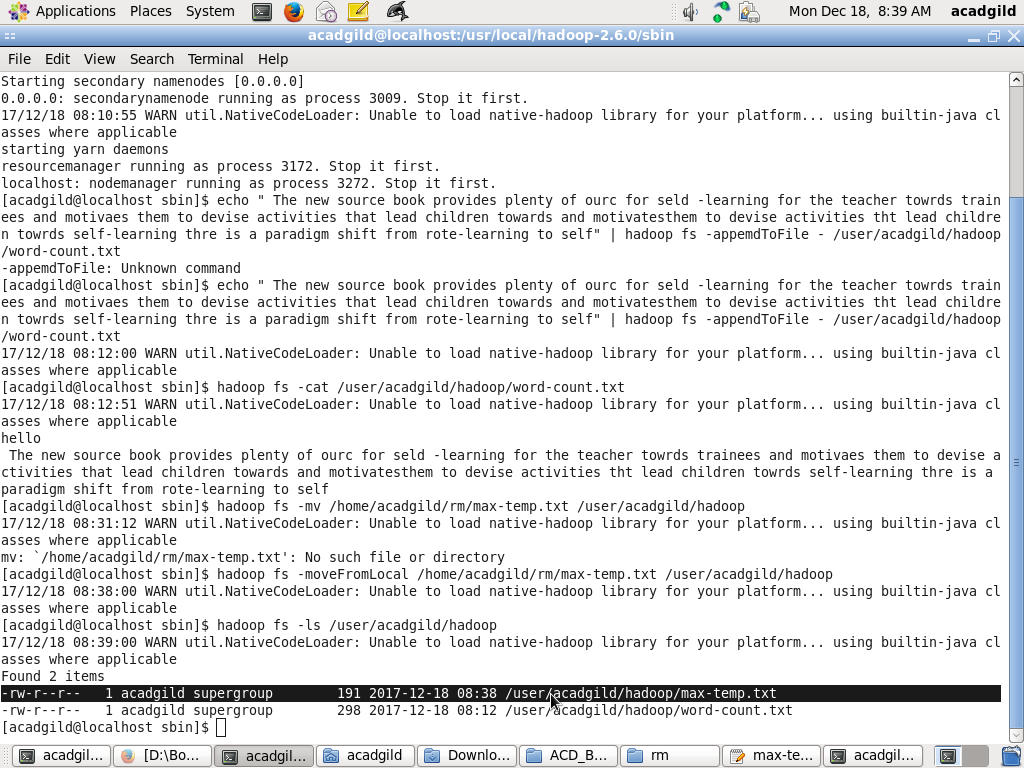 Applications Places System Mon Dec 18, 8:39 AM acadgild
acadgild@localhost:/usr/local/hadoop-2.6.0/sbin
File Edit View Search Terminal Help
Starting secondary namenodes [0.0.0.0]
0.0.0.0: secondarynamenode running as process 3009. Stop it first.
17/12/18 08:10:55 WARN util.NativeCodeLoader: Unable to load native-hadoop library for your platform... using builtin-java cl
asses where applicable
starting yarn daemons
resourcemanager running as process 3172. Stop it first.
localhost: nodemanager running as process 3272. Stop it first.
[acadgild@localhost sbin]$ echo " The new source book provides plenty of ourc for seld -learning for the teacher towrds train
ees and motivaes them to devise activities that lead children towards and motivatesthem to devise activities tht lead childre
n towrds self-learning thre is a paradigm shift from rote-learning to self" | hadoop fs -appemdToFile - /user/acadgild/hadoop
/word-count.txt
-appemdToFile: Unknown command
[acadgild@localhost sbin]$ echo " The new source book provides plenty of ourc for seld -learning for the teacher towrds train
ees and motivaes them to devise activities that lead children towards and motivatesthem to devise activities tht lead childre
n towrds self-learning thre is a paradigm shift from rote-learning to self" | hadoop fs -appendToFile - /user/acadgild/hadoop
/word-count.txt
17/12/18 08:12:00 WARN util.NativeCodeLoader: Unable to load native-hadoop library for your platform... using builtin-java cl
asses where applicable
[acadgild@localhost sbin]$ hadoop fs -cat /user/acadgild/hadoop/word-count.txt
17/12/18 08:12:51 WARN util.NativeCodeLoader: Unable to load native-hadoop library for your platform... using builtin-java cl
asses where applicable
hello
 The new source book provides plenty of ourc for seld -learning for the teacher towrds trainees and motivaes them to devise a
ctivities that lead children towards and motivatesthem to devise activities tht lead children towrds self-learning thre is a
paradigm shift from rote-learning to self
[acadgild@localhost sbin]$ hadoop fs -mv /home/acadgild/rm/max-temp.txt /user/acadgild/hadoop
17/12/18 08:31:12 WARN util.NativeCodeLoader: Unable to load native-hadoop library for your platform... using builtin-java cl
asses where applicable
mv: `/home/acadgild/rm/max-temp.txt': No such file or directory
[acadgild@localhost sbin]$ hadoop fs -moveFromLocal /home/acadgild/rm/max-temp.txt /user/acadgild/hadoop
17/12/18 08:38:00 WARN util.NativeCodeLoader: Unable to load native-hadoop library for your platform... using builtin-java cl
asses where applicable
[acadgild@localhost sbin]$ hadoop fs -ls /user/acadgild/hadoop
17/12/18 08:39:00 WARN util.NativeCodeLoader: Unable to load native-hadoop library for your platform... using builtin-java cl
asses where applicable
Found 2 items
-rw-r--r--   1 acadgild supergroup        191 2017-12-18 08:38 /user/acadgild/hadoop/max-temp.txt
-rw-r--r--   1 acadgild supergroup        298 2017-12-18 08:12 /user/acadgild/hadoop/word-count.txt
[acadgild@localhost sbin]$
acadgil... [D:\Bo... acadgil... acadgild Downlo... ACD_B... rm max-te... acadgil...